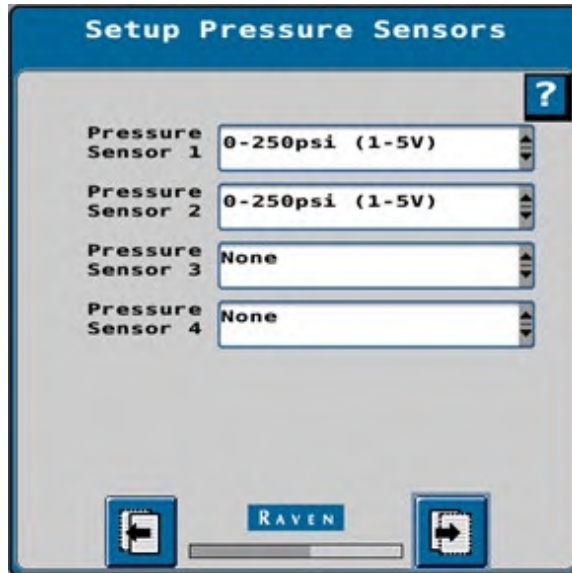 Setup Pressure Sensors
?
Pressure
Sensor 1
0-250psi (1-5V)
Pressure
Sensor 2
0-250psi (1-5V)
Pressure
Sensor 3
None
Pressure
Sensor 4
None
RAVEN